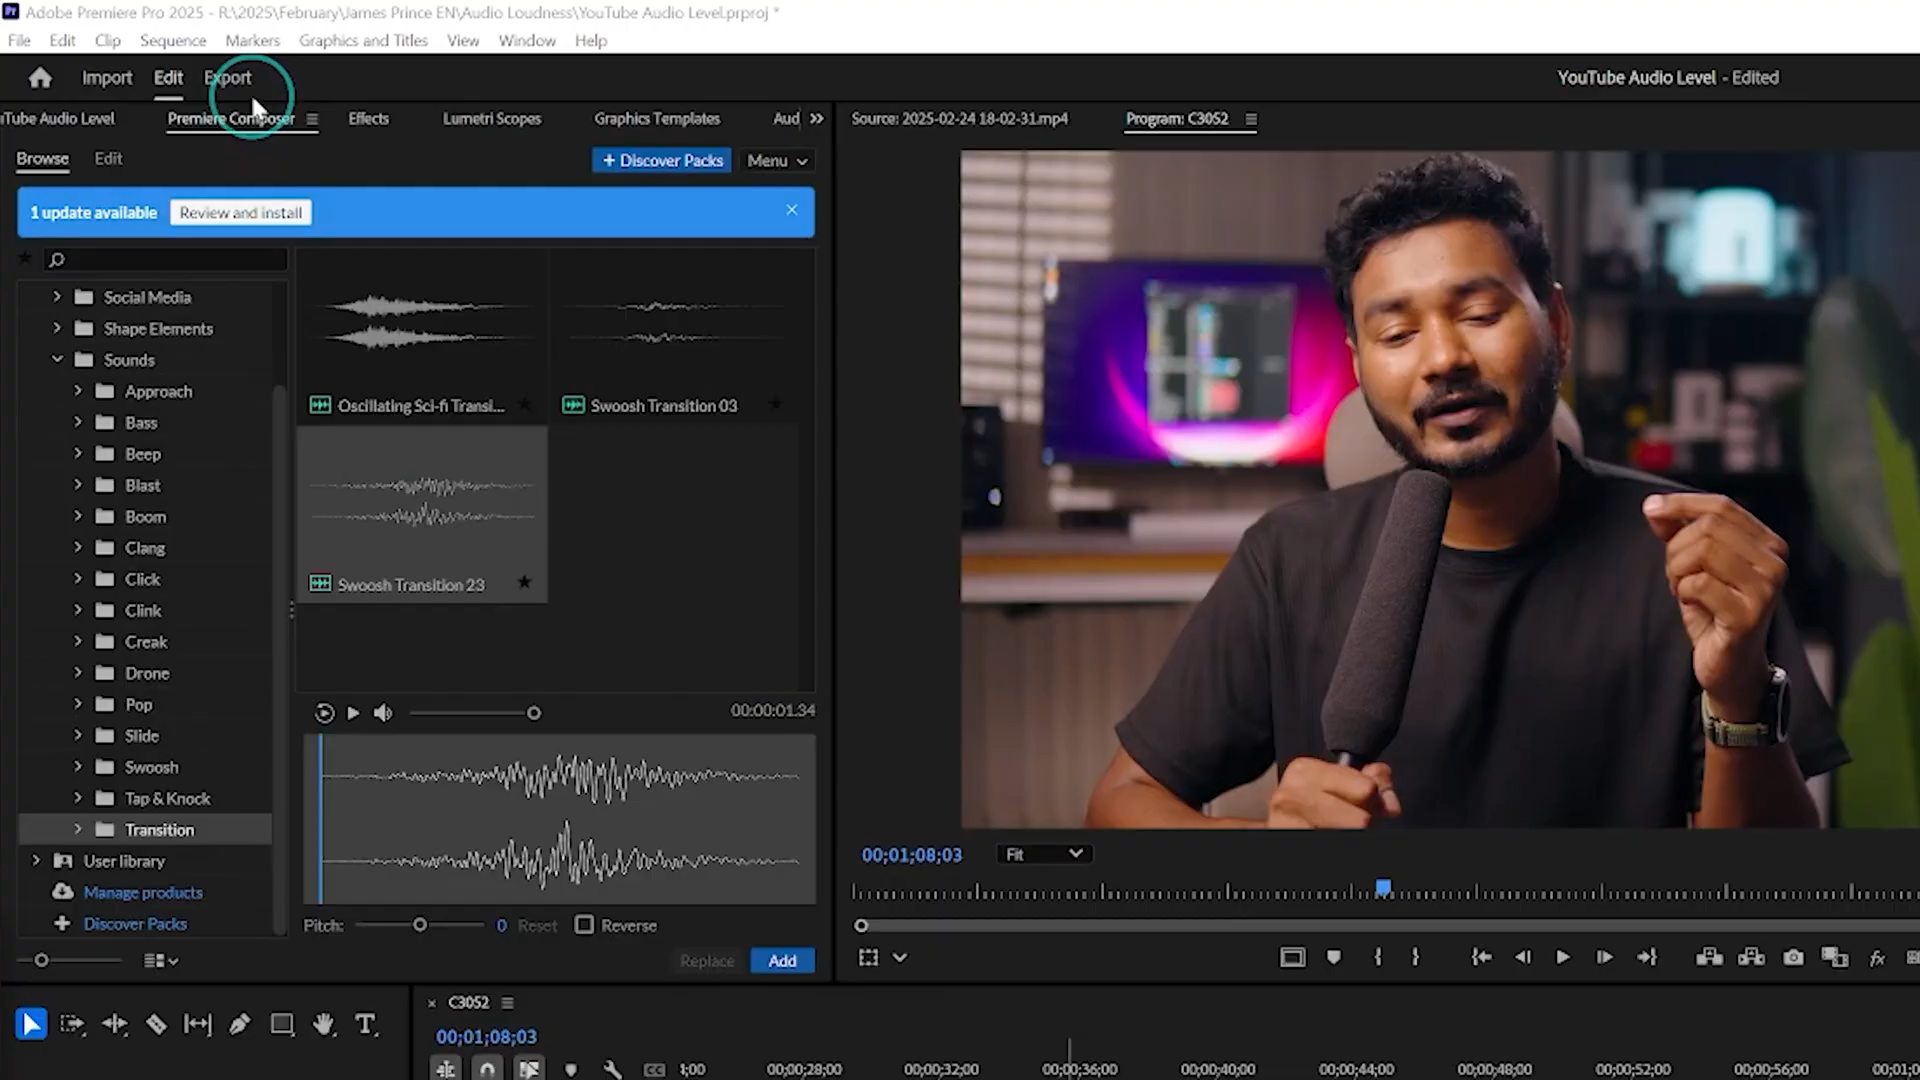 Adobe Premiere Pro 2025 - R:\2025\February\James Prince EN\Audio Loudness\YouTube Audio Level.prproj *
File Edit Clip Sequence Markers Graphics and Titles View Window Help
Import Edit Export
YouTube Audio Level - Edited
Tube Audio Level Premiere Composer Effects Lumetri Scopes Graphics Templates Aud
Source: 2025-02-24 18-02-31.mp4 Program: C3052
Browse Edit
+ Discover Packs Menu
1 update available Review and install
Social Media
Shape Elements
Sounds
Approach
Bass
Beep
Blast
Boom
Clang
Click
Clink
Creak
Drone
Pop
Slide
Swoosh
Tap & Knock
Transition
User library
Manage products
Discover Packs
Oscillating Sci-fi Transi...
Swoosh Transition 03
Swoosh Transition 23
00:00:01.34
Pitch: 0 Reset Reverse
Replace Add
00;01;08;03 Fit
fx
C3052
00;01;08;03
T
CC
00;00;28;00 00;00;32;00 00;00;36;00 00;00;40;00 00;00;44;00 00;00;48;00 00;00;52;00 00;00;56;00